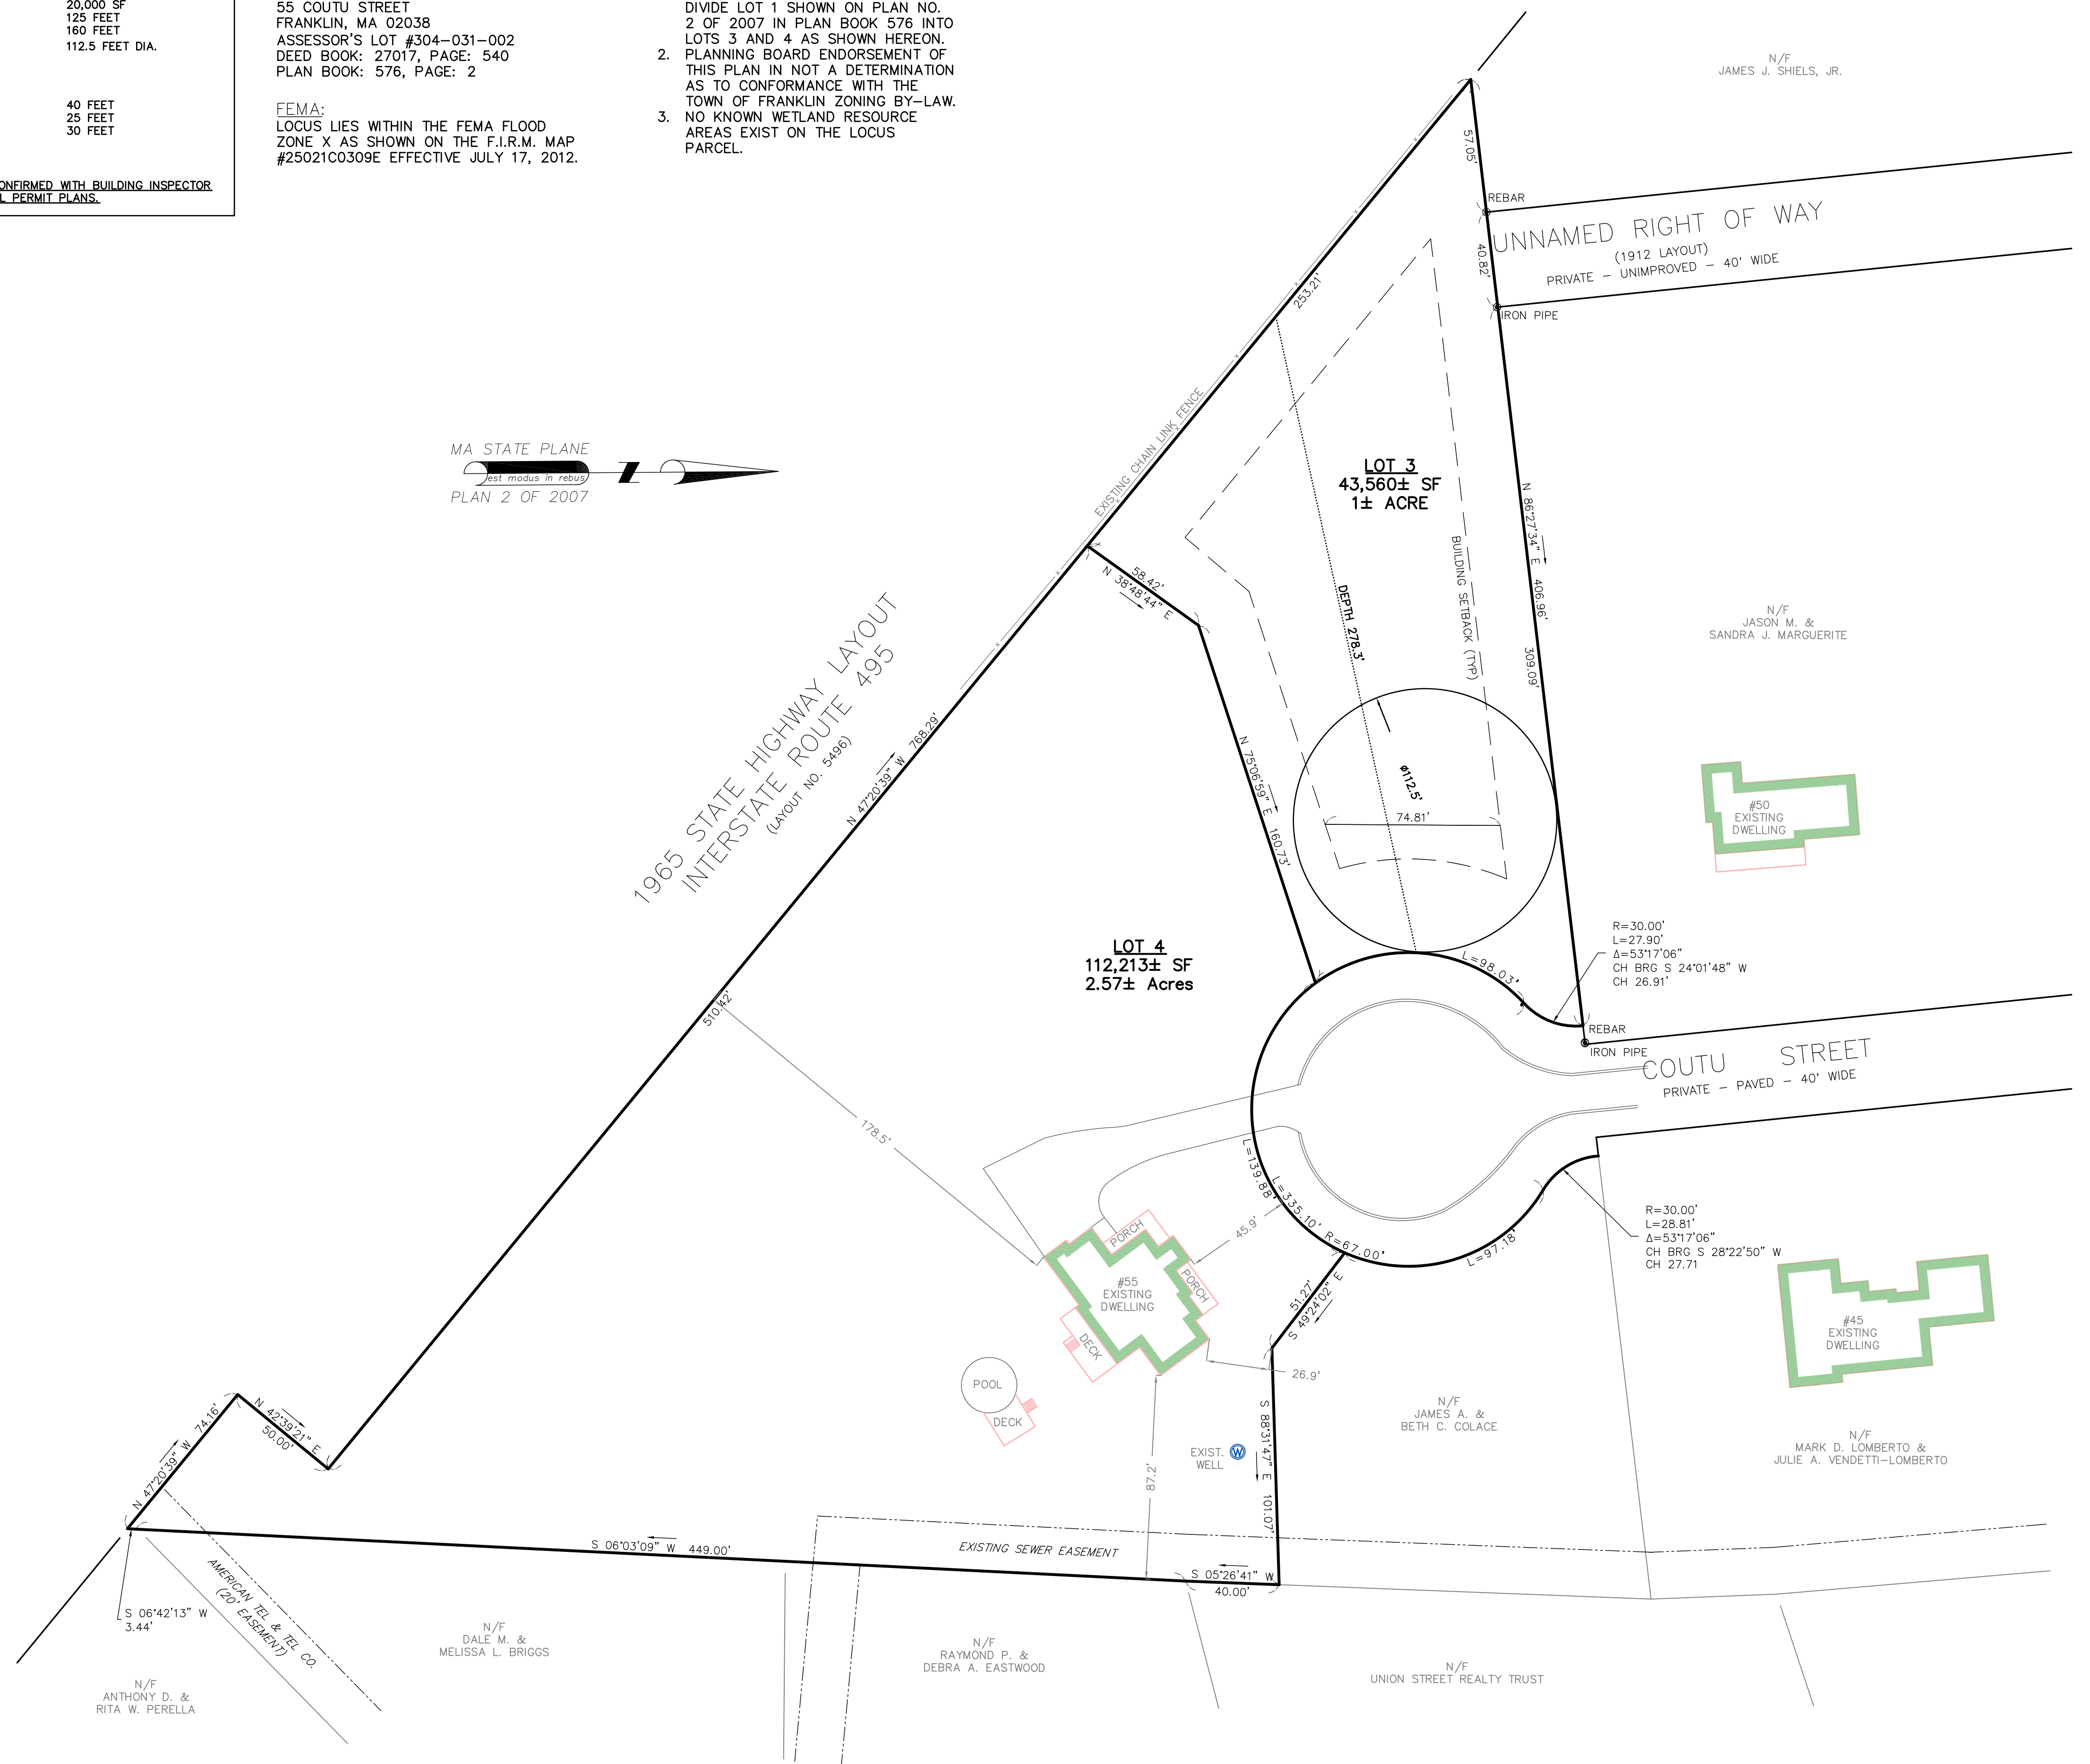 20,000 SF
125 FEET
160 FEET
112.5 FEET DIA.
40 FEET
25 FEET
30 FEET
ONFIRMED WITH BUILDING INSPECTOR
L PERMIT PLANS.
55 COUTU STREET
FRANKLIN, MA 02038
ASSESSOR'S LOT #304-031-002
DEED BOOK: 27017, PAGE: 540
PLAN BOOK: 576, PAGE: 2
FEMA:
LOCUS LIES WITHIN THE FEMA FLOOD
ZONE X AS SHOWN ON THE F.I.R.M. MAP
#25021C0309E EFFECTIVE JULY 17, 2012.
DIVIDE LOT 1 SHOWN ON PLAN NO.
2 OF 2007 IN PLAN BOOK 576 INTO
LOTS 3 AND 4 AS SHOWN HEREON.
2. PLANNING BOARD ENDORSEMENT OF
THIS PLAN IN NOT A DETERMINATION
AS TO CONFORMANCE WITH THE
TOWN OF FRANKLIN ZONING BY-LAW.
3. NO KNOWN WETLAND RESOURCE
AREAS EXIST ON THE LOCUS
PARCEL.
N/F
JAMES J. SHIELS, JR.
57.05'
REBAR
UNNAMED RIGHT OF WAY
(1912 LAYOUT)
PRIVATE - UNIMPROVED - 40' WIDE
40.82'
IRON PIPE
253.21'
MA STATE PLANE
est modus in rebus
N
PLAN 2 OF 2007
EXISTING CHAIN LINK FENCE
LOT 3
43,560± SF
1± ACRE
N 86°27'34" E 406.96'
309.09'
BUILDING SETBACK (TYP)
DEPTH 278.3'
58.42'
N 38°48'44" E
N/F
JASON M. &
SANDRA J. MARGUERITE
1965 STATE HIGHWAY LAYOUT
INTERSTATE ROUTE 495
(LAYOUT NO. 5496)
N 47°20'39" W 768.29'
N 75°06'59" E 160.73'
ø112.5'
74.81'
#50
EXISTING
DWELLING
LOT 4
112,213± SF
2.57± Acres
L=98.03'
R=30.00'
L=27.90'
Δ=53°17'06"
CH BRG S 24°01'48" W
CH 26.91'
510.42'
REBAR
IRON PIPE
COUTU STREET
PRIVATE - PAVED - 40' WIDE
178.5'
L=139.88'
L=335.10' R=67.00'
L=97.18'
45.9'
R=30.00'
L=28.81'
Δ=53°17'06"
CH BRG S 28°22'50" W
CH 27.71
PORCH
PORCH
#55
EXISTING
DWELLING
DECK
51.27'
S 49°24'02" E
#45
EXISTING
DWELLING
26.9'
POOL
DECK
N/F
JAMES A. &
BETH C. COLACE
N/F
MARK D. LOMBERTO &
JULIE A. VENDETTI-LOMBERTO
N 42°39'21" E
50.00'
N 47°20'39" W 74.16'
EXIST.
WELL
W
87.2'
S 88°31'47" E 101.07'
S 06°03'09" W 449.00'
EXISTING SEWER EASEMENT
S 05°26'41" W
40.00'
S 06°42'13" W
3.44'
AMERICAN TEL & TEL CO.
(20' EASEMENT)
N/F
ANTHONY D. &
RITA W. PERELLA
N/F
DALE M. &
MELISSA L. BRIGGS
N/F
RAYMOND P. &
DEBRA A. EASTWOOD
N/F
UNION STREET REALTY TRUST